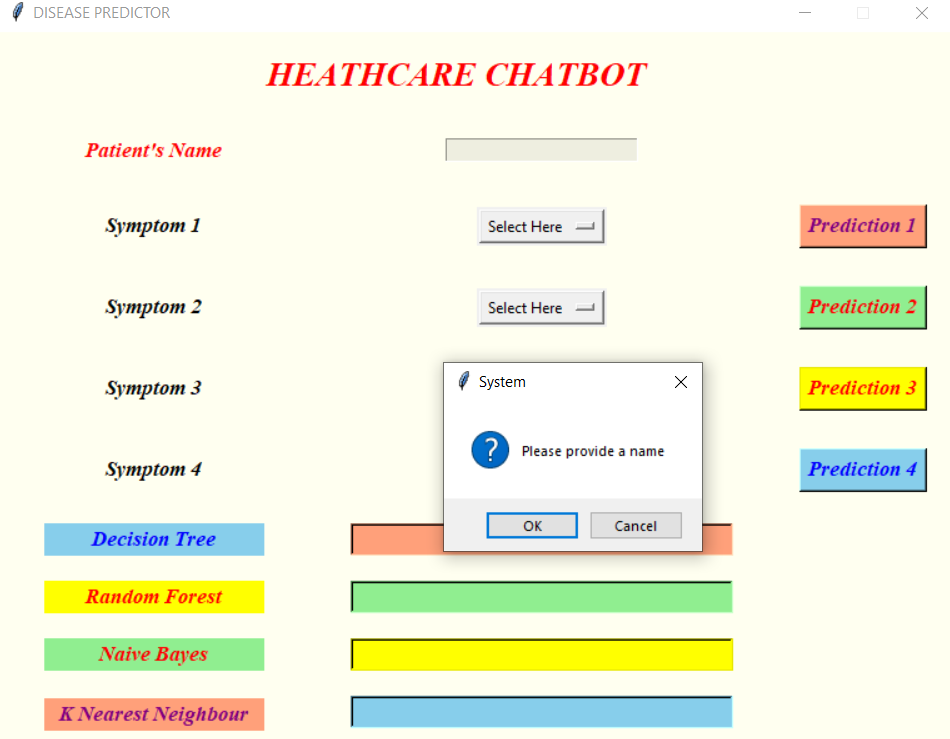 DISEASE PREDICTOR
HEATHCARE CHATBOT
Patient's Name
Symptom 1
Select Here
Prediction 1
Symptom 2
Select Here
Prediction 2
System
Symptom 3
Prediction 3
Please provide a name
Symptom 4
Prediction 4
OK
Cancel
Decision Tree
Random Forest
Naive Bayes
K Nearest Neighbour